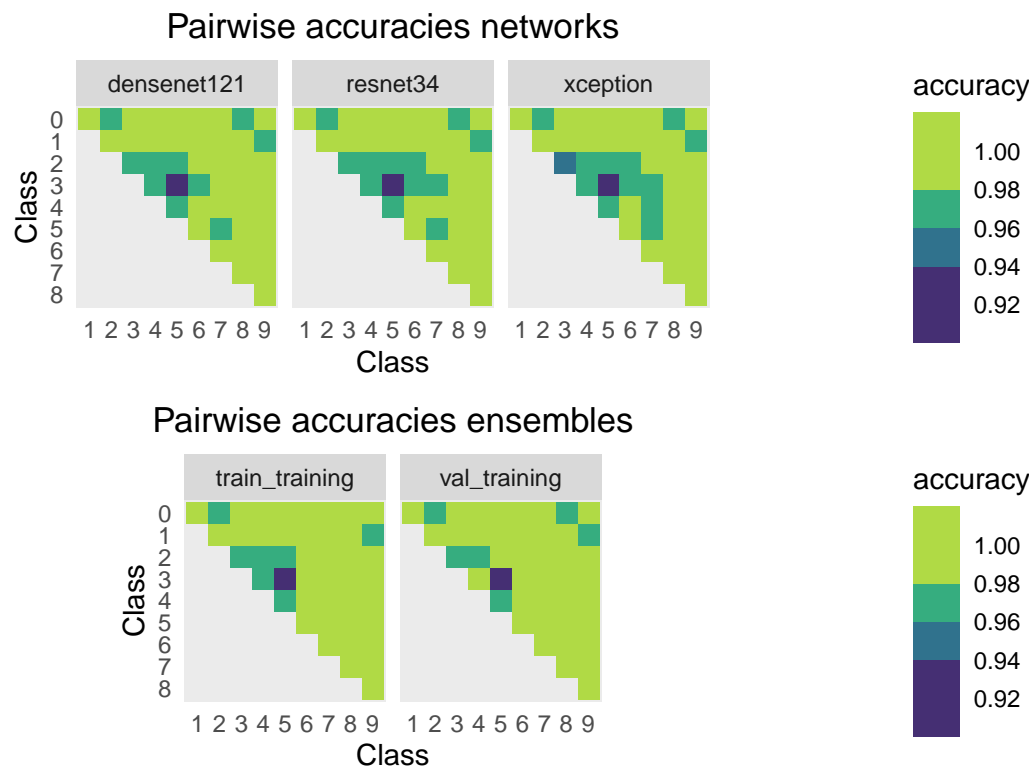 Pairwise accuracies networks
densenet121 resnet34 xception
accuracy
0
1
2
3
4
5
6
7
8
Class
1 2 3 4 5 6 7 8 9 1 2 3 4 5 6 7 8 9 1 2 3 4 5 6 7 8 9
Class
1.00
0.98
0.96
0.94
0.92
Pairwise accuracies ensembles
train_training val_training
accuracy
0
1
2
3
4
5
6
7
8
Class
1 2 3 4 5 6 7 8 9 1 2 3 4 5 6 7 8 9
Class
1.00
0.98
0.96
0.94
0.92